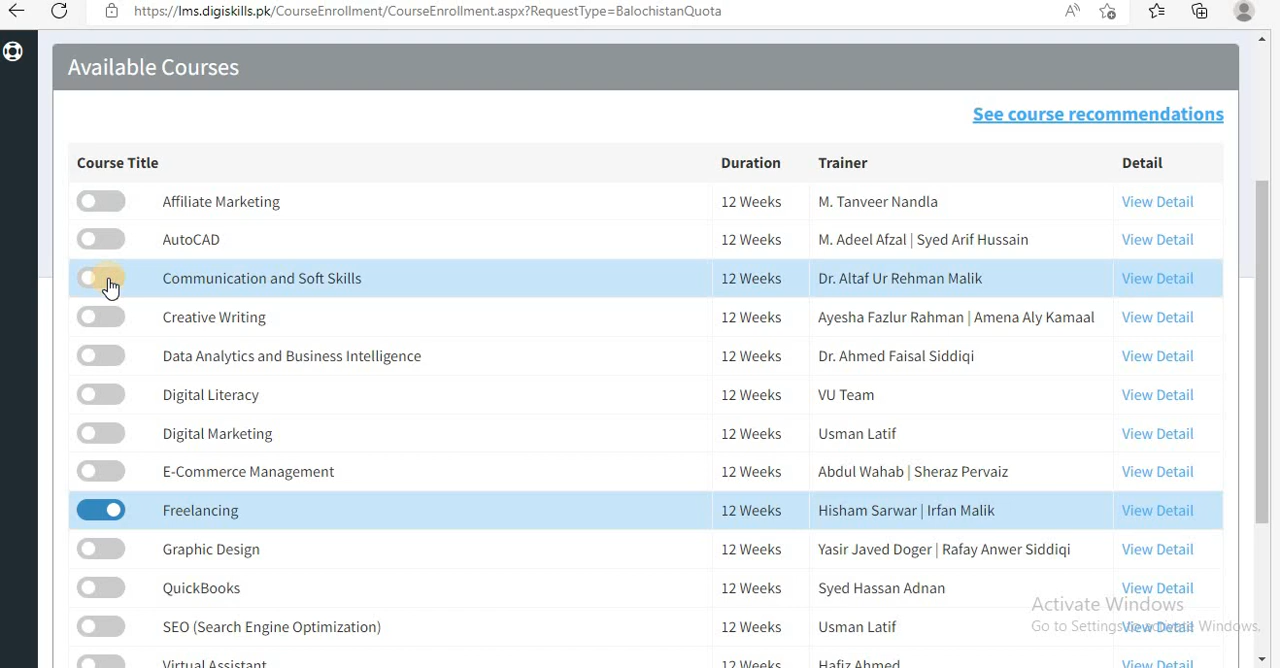 https://lms.digiskills.pk/CourseEnrollment/CourseEnrollment.aspx?RequestType=BalochistanQuota
Available Courses
See course recommendations
Course Title Duration Trainer Detail
Affiliate Marketing 12 Weeks M. Tanveer Nandla View Detail
AutoCAD 12 Weeks M. Adeel Afzal | Syed Arif Hussain View Detail
Communication and Soft Skills 12 Weeks Dr. Altaf Ur Rehman Malik View Detail
Creative Writing 12 Weeks Ayesha Fazlur Rahman | Amena Aly Kamaal View Detail
Data Analytics and Business Intelligence 12 Weeks Dr. Ahmed Faisal Siddiqi View Detail
Digital Literacy 12 Weeks VU Team View Detail
Digital Marketing 12 Weeks Usman Latif View Detail
E-Commerce Management 12 Weeks Abdul Wahab | Sheraz Pervaiz View Detail
Freelancing 12 Weeks Hisham Sarwar | Irfan Malik View Detail
Graphic Design 12 Weeks Yasir Javed Doger | Rafay Anwer Siddiqi View Detail
QuickBooks 12 Weeks Syed Hassan Adnan View Detail
Activate Windows
SEO (Search Engine Optimization) 12 Weeks Usman Latif View Detail
Go to Settings to activate Windows.
Virtual Assistant 12 Weeks Hafiz Ahmed View Detail